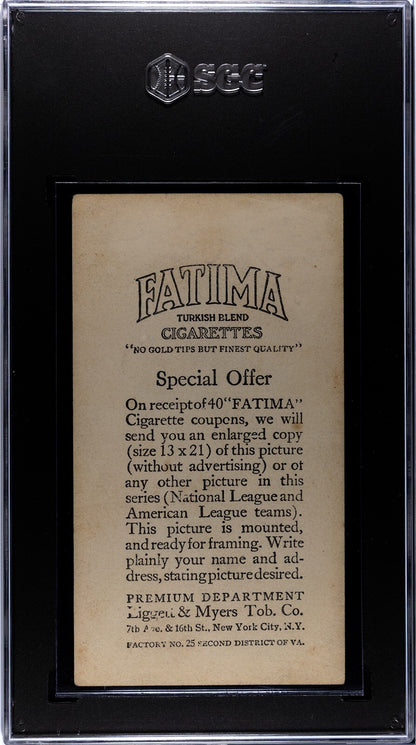 SGC
FATIMA
TURKISH BLEND
CIGARETTES
"NO GOLD TIPS BUT FINEST QUALITY"
Special Offer
On receipt of 40 "FATIMA"
Cigarette coupons, we will
send you an enlarged copy
(size 13 x 21) of this picture
(without advertising) or of
any other picture in this
series (National League and
American League teams).
This picture is mounted,
and ready for framing. Write
plainly your name and ad-
dress, stating picture desired.
PREMIUM DEPARTMENT
Liggett & Myers Tob. Co.
7th Ave. & 16th St., New York City, N.Y.
FACTORY NO. 25 SECOND DISTRICT OF VA.